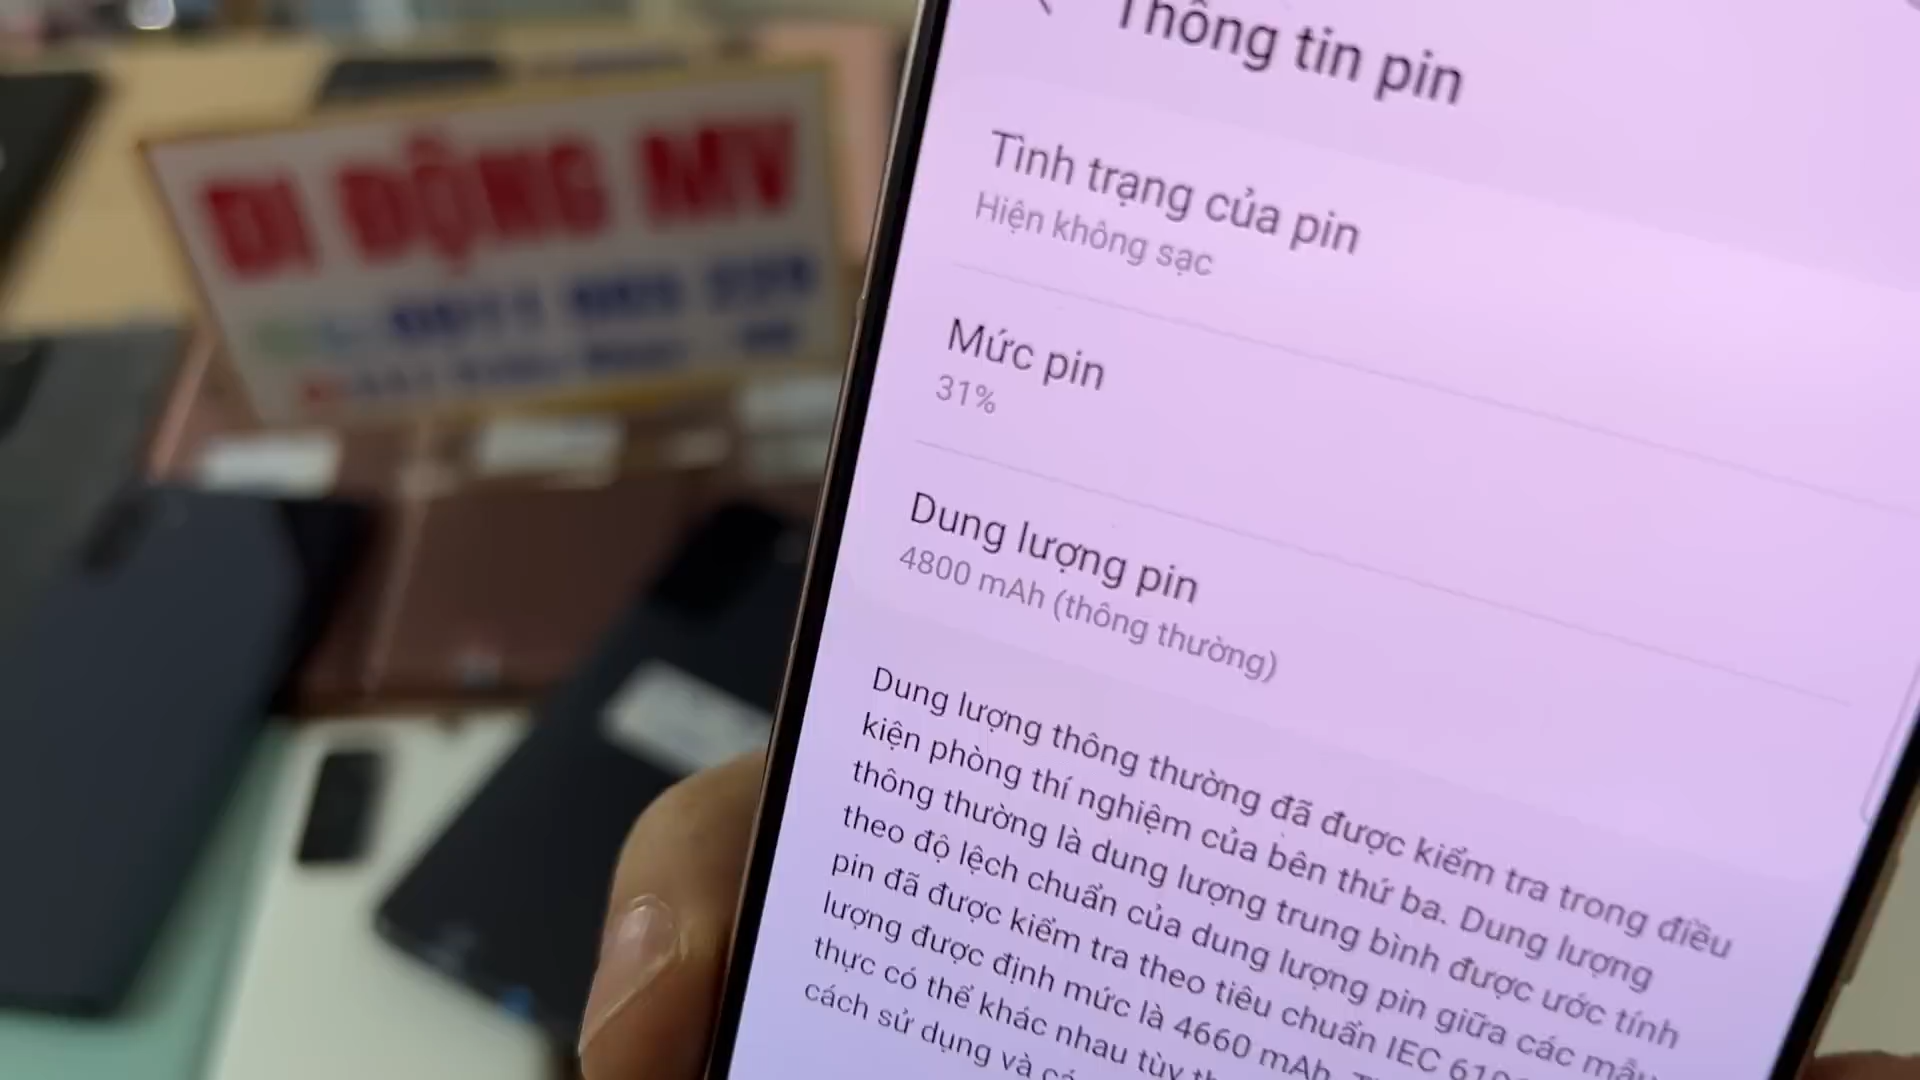 DI ĐỘNG MV
Thông tin pin
Tình trạng của pin
Hiện không sạc
Mức pin
31%
Dung lượng pin
4800 mAh (thông thường)
Dung lượng thông thường đã được kiểm tra trong điều
kiện phòng thí nghiệm của bên thứ ba. Dung lượng
thông thường là dung lượng trung bình được ước tính
theo độ lệch chuẩn của dung lượng pin giữa các mẫu
pin đã được kiểm tra theo tiêu chuẩn IEC
lượng được định mức là 4660 mAh.
thực có thể khác nhau tùy
cách sử dụng và